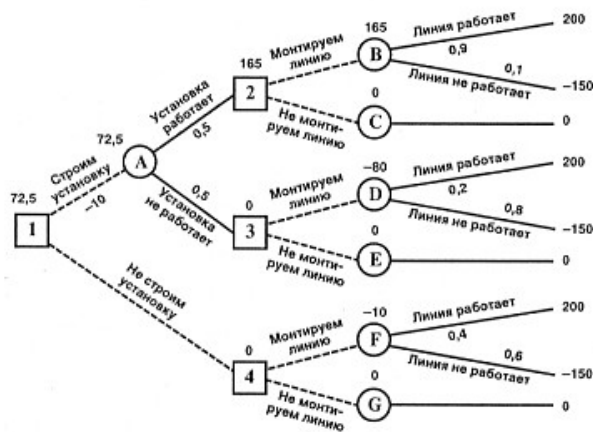 165
Монтируем
линию
165
B
Линия работает
0,9
200
Линия не работает
0,1
−150
2
Не монти-
руем линию
0
C
0
Установка
работает
0,5
72,5
A
Строим
установку
−10
72,5
1
0,5
Установка
не работает
0
3
Монтируем
линию
−80
D
Линия работает
0,2
200
Линия не работает
0,8
−150
Не монти-
руем линию
0
E
0
Не строим
установку
0
4
Монтируем
линию
−10
F
Линия работает
0,4
200
Линия не работает
0,6
−150
Не монти-
руем линию
0
G
0